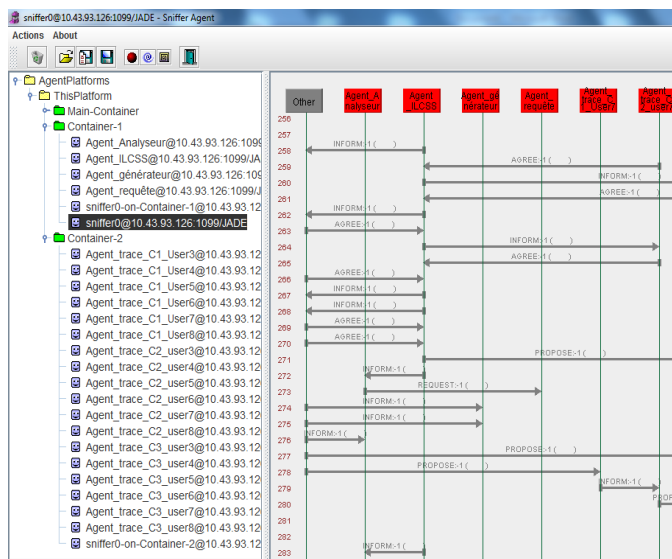 sniffer0@10.43.93.126:1099/JADE - Sniffer Agent
Actions About
AgentPlatforms
ThisPlatform
Main-Container
Container-1
Agent_Analyseur@10.43.93.126:1099
Agent_ILCSS@10.43.93.126:1099/JA
Agent_générateur@10.43.93.126:109
Agent_requête@10.43.93.126:1099/J
sniffer0-on-Container-1@10.43.93.12
sniffer0@10.43.93.126:1099/JADE
Container-2
Agent_trace_C1_User3@10.43.93.12
Agent_trace_C1_User4@10.43.93.12
Agent_trace_C1_User5@10.43.93.12
Agent_trace_C1_User6@10.43.93.12
Agent_trace_C1_User7@10.43.93.12
Agent_trace_C1_User8@10.43.93.12
Agent_trace_C2_user3@10.43.93.12
Agent_trace_C2_user4@10.43.93.12
Agent_trace_C2_user5@10.43.93.12
Agent_trace_C2_user6@10.43.93.12
Agent_trace_C2_user7@10.43.93.12
Agent_trace_C2_user8@10.43.93.12
Agent_trace_C3_user3@10.43.93.12
Agent_trace_C3_user4@10.43.93.12
Agent_trace_C3_user5@10.43.93.12
Agent_trace_C3_user6@10.43.93.12
Agent_trace_C3_user7@10.43.93.12
Agent_trace_C3_user8@10.43.93.12
sniffer0-on-Container-2@10.43.93.12
Other
Agent_A
nalyseur
Agent
_ILCSS
Agent_gé
nérateur
Agent_
requête
Agent_
trace_C
1_User7
Agent_
trace_C
2_user7
256
257
258 INFORM:-1 ( )
259 AGREE:-1 ( )
260 INFORM:-1 (
261 AGREE:-1 (
262 INFORM:-1 ( )
263 AGREE:-1 ( )
264 INFORM:-1 ( )
265 AGREE:-1 ( )
266 AGREE:-1 ( )
267 INFORM:-1 ( )
268 INFORM:-1 ( )
269 AGREE:-1 ( )
270 AGREE:-1 ( )
271 PROPOSE:-1 ( )
272 INFORM:-1 ( )
273 REQUEST:-1 ( )
274 INFORM:-1 ( )
275 INFORM:-1 ( )
276 INFORM:-1 ( )
277 PROPOSE:-1 ( )
278 PROPOSE:-1 ( )
279 INFORM:-1 ( )
280 PROP
281
282
283 INFORM:-1 ( )